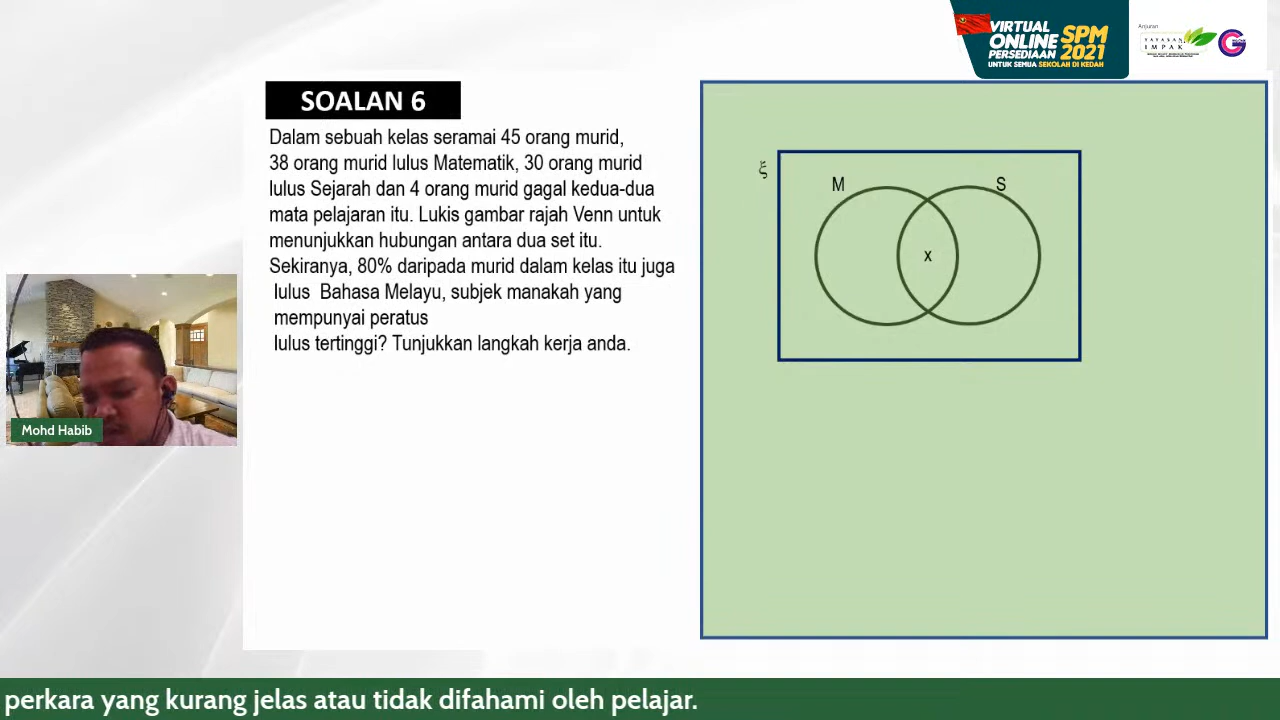 VIRTUAL
ONLINE
PERSEDIAAN
SPM
2021
UNTUK SEMUA SEKOLAH DI KEDAH
Anjuran
YAYASAN
IMPAK
G
SOALAN 6
Dalam sebuah kelas seramai 45 orang murid,
38 orang murid lulus Matematik, 30 orang murid
lulus Sejarah dan 4 orang murid gagal kedua-dua
mata pelajaran itu. Lukis gambar rajah Venn untuk
menunjukkan hubungan antara dua set itu.
Sekiranya, 80% daripada murid dalam kelas itu juga
lulus Bahasa Melayu, subjek manakah yang
mempunyai peratus
lulus tertinggi? Tunjukkan langkah kerja anda.
ξ
M
S
x
Mohd Habib
perkara yang kurang jelas atau tidak difahami oleh pelajar.